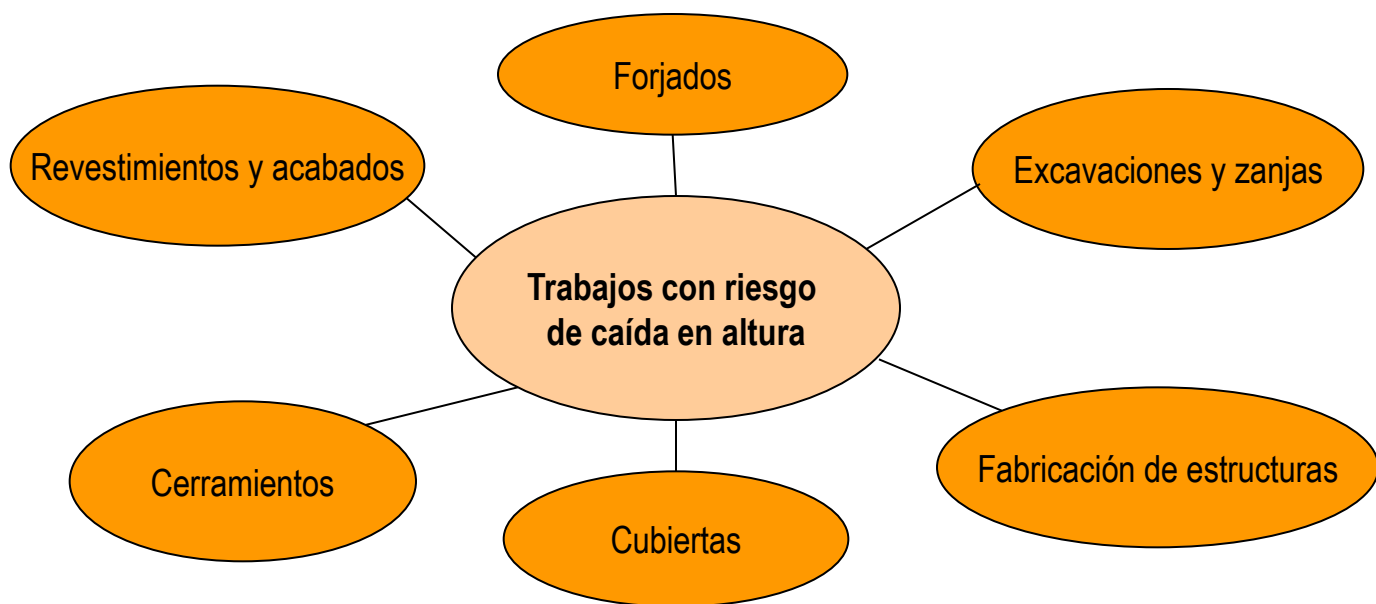 Forjados
Revestimientos y acabados
Excavaciones y zanjas
Trabajos con riesgo
de caída en altura
Cerramientos
Fabricación de estructuras
Cubiertas